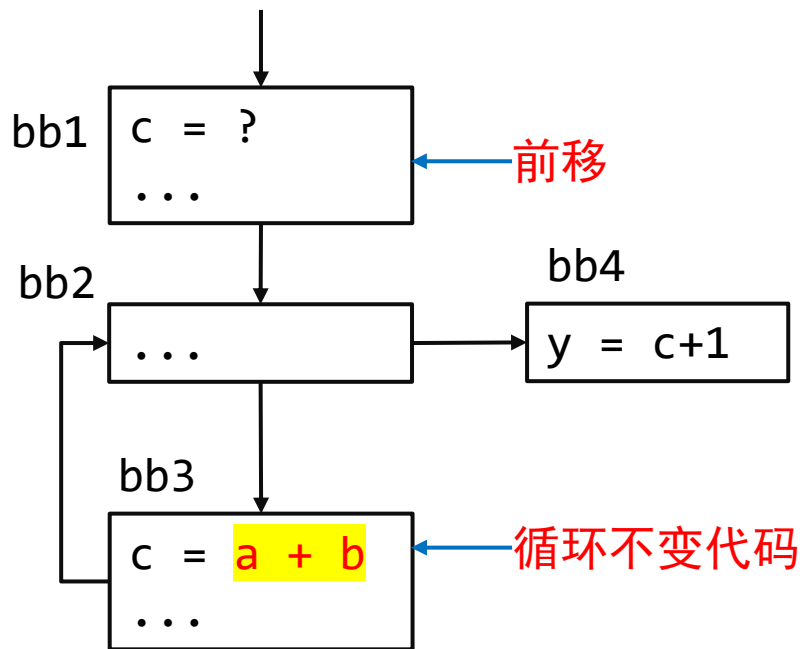 bb1
c = ?
...
前移
bb2
...
bb4
y = c+1
bb3
c = a + b
...
循环不变代码